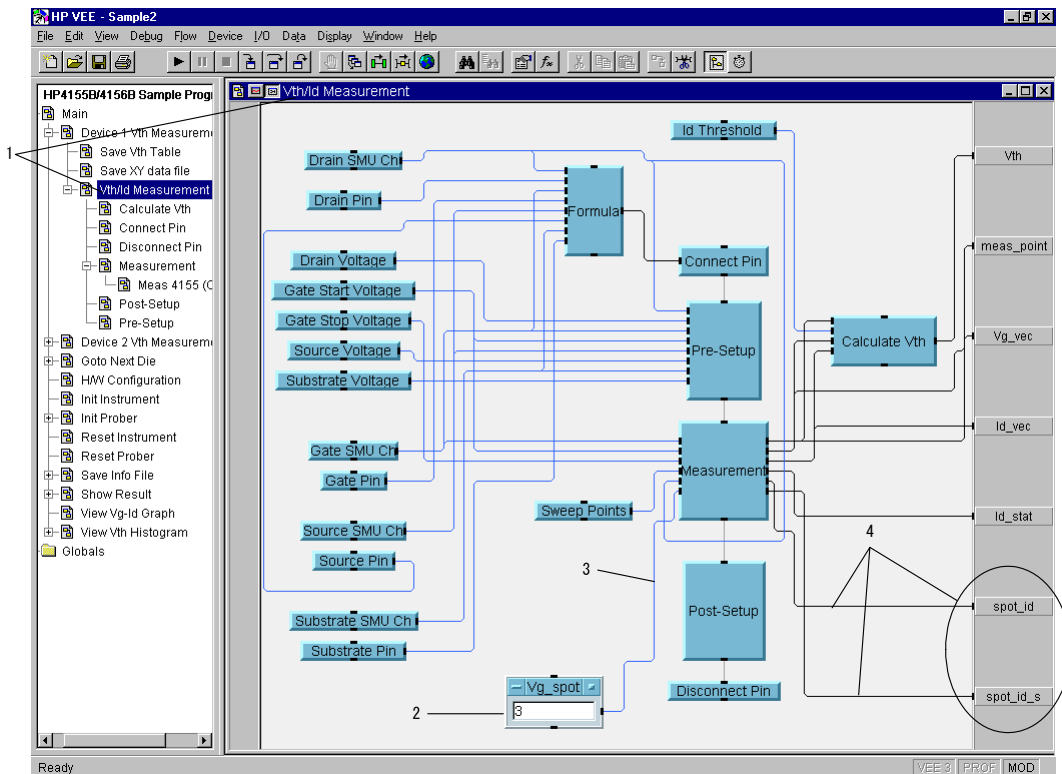 HP VEE - Sample2
File Edit View Debug Flow Device I/O Data Display Window Help
HP4155B/4156B Sample Progr
Main
Device 1 Vth Measurem
Save Vth Table
Save XY data file
Vth/Id Measurement
Calculate Vth
Connect Pin
Disconnect Pin
Measurement
Meas 4155 (C
Post-Setup
Pre-Setup
Device 2 Vth Measurem
Goto Next Die
H/W Configuration
Init Instrument
Init Prober
Reset Instrument
Reset Prober
Save Info File
Show Result
View Vg-Id Graph
View Vth Histogram
Globals
1
Vth/Id Measurement
Id Threshold
Drain SMU Ch
Drain Pin
Formula
Drain Voltage
Connect Pin
Gate Start Voltage
Gate Stop Voltage
Source Voltage
Substrate Voltage
Pre-Setup
Calculate Vth
Gate SMU Ch
Gate Pin
Measurement
Sweep Points
Source SMU Ch
Source Pin
Substrate SMU Ch
Substrate Pin
Post-Setup
Vg_spot
3
Disconnect Pin
2
3
4
Vth
meas_point
Vg_vec
Id_vec
Id_stat
spot_id
spot_id_s
Ready
VEE 3 PROF MOD